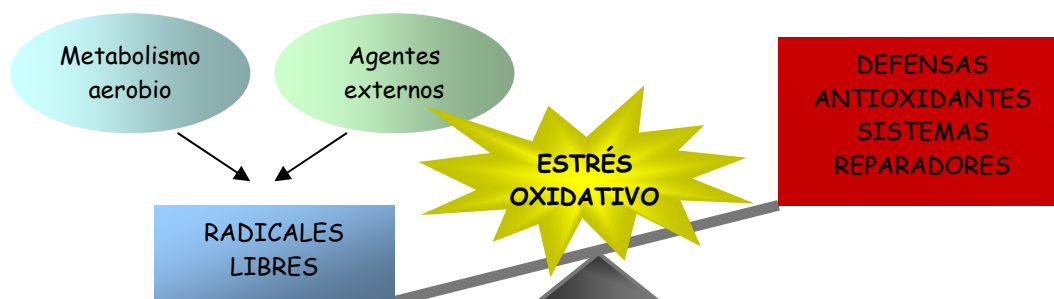 Metabolismo
aerobio
Agentes
externos
RADICALES
LIBRES
ESTRÉS
OXIDATIVO
DEFENSAS
ANTIOXIDANTES
SISTEMAS
REPARADORES